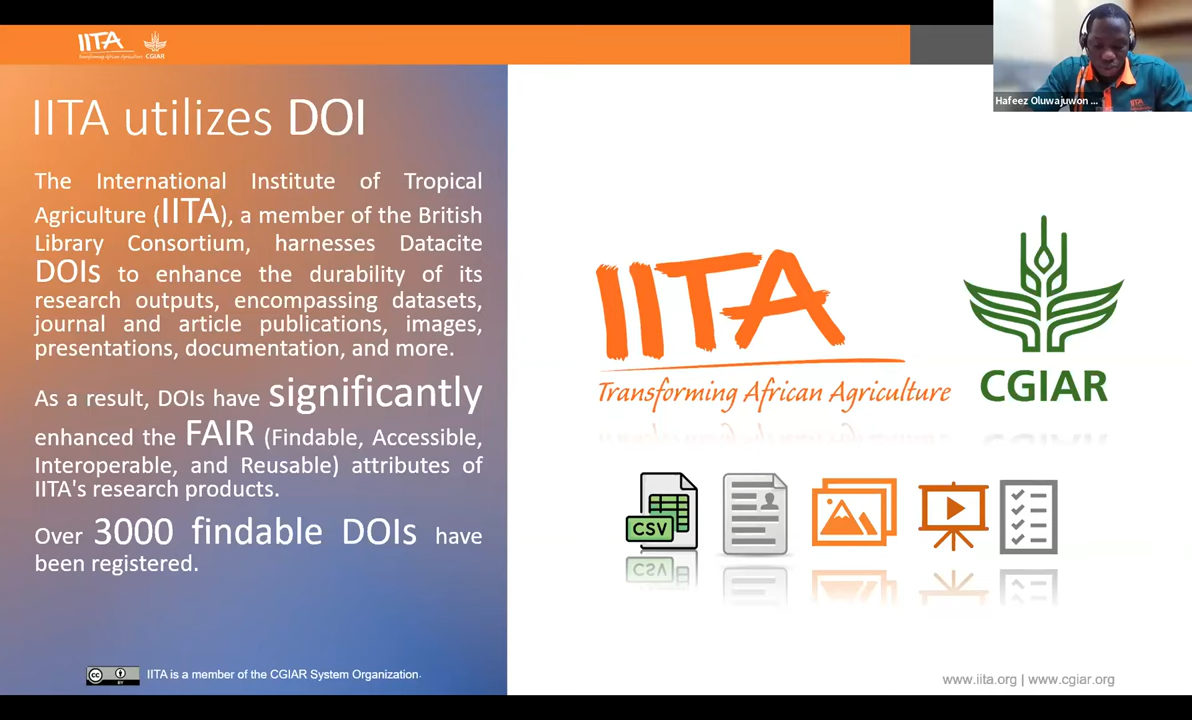 IITA
Transforming African Agriculture
CGIAR
Hafeez Oluwajuwon ...
IITA utilizes DOI
The International Institute of Tropical
Agriculture (IITA), a member of the British
Library Consortium, harnesses Datacite
DOIs to enhance the durability of its
research outputs, encompassing datasets,
journal and article publications, images,
presentations, documentation, and more.
As a result, DOIs have significantly
enhanced the FAIR (Findable, Accessible,
Interoperable, and Reusable) attributes of
IITA's research products.
Over 3000 findable DOIs have
been registered.
IITA
Transforming African Agriculture
CGIAR
CSV
cc
BY
IITA is a member of the CGIAR System Organization.
www.iita.org | www.cgiar.org